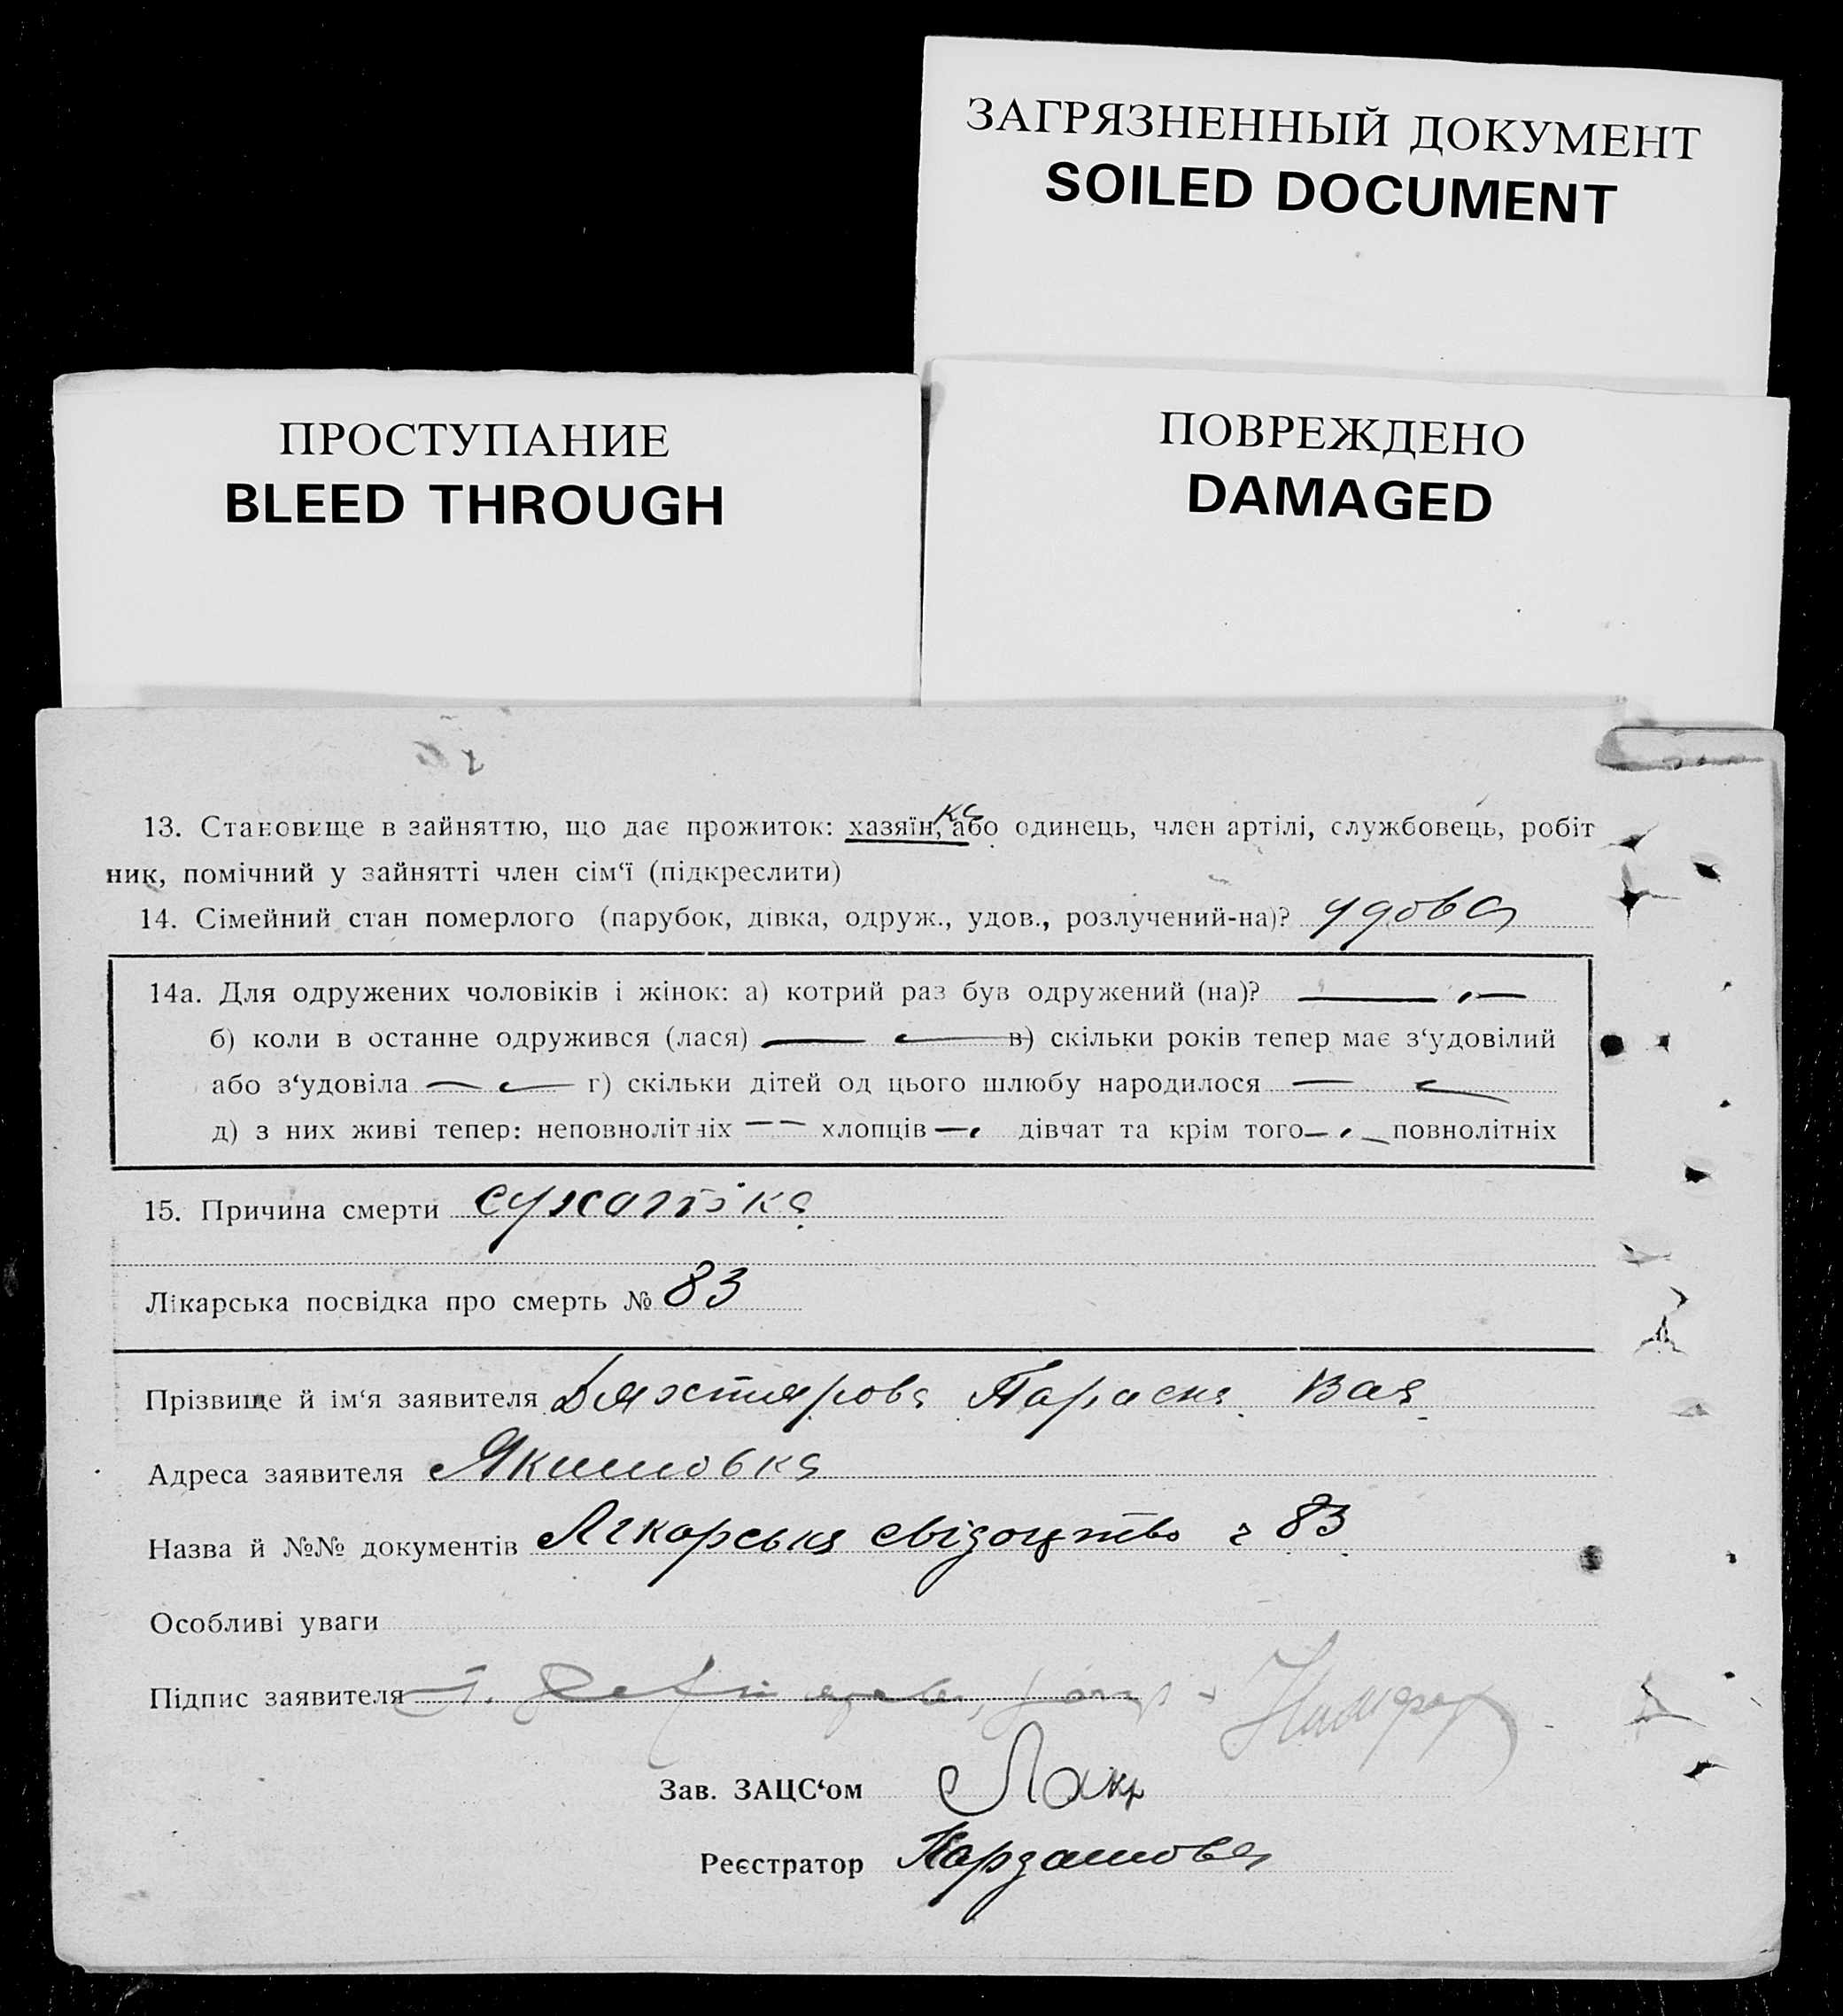 ЗАГРЯЗНЕННЫЙ ДОКУМЕНТ
SOILED DOCUMENT
ПРОСТУПАНИЕ
BLEED THROUGH
ПОВРЕЖДЕНО
DAMAGED
13. Становище в зайняттю, що дає прожиток: хазяїн,ка або одинець, член артілі, службовець, робіт
ник, помічний у зайнятті член сім‘ї (підкреслити)
14. Сімейний стан померлого (парубок, дівка, одруж., удов., розлучений-на)? удова
14а. Для одружених чоловіків і жінок: а) котрий раз був одружений (на)? —
б) коли в останне одружився (лася) — в) скільки років тепер має з‘удовілий
або з‘удовіла — г) скільки дітей од цього шлюбу народилося —
д) з них живі тепер: неповнолітніх — — хлопців — дівчат та крім того — повнолітніх
15. Причина смерти сухотка
Лікарська посвідка про смерть № 83
Прізвище й ім‘я заявителя Параска
Адреса заявителя Якимовка
Назва й №№ документів Лікарське свідоцтво 83
Особливі уваги
Підпис заявителя
Зав. ЗАЦС‘ом
Реєстратор Кардашова